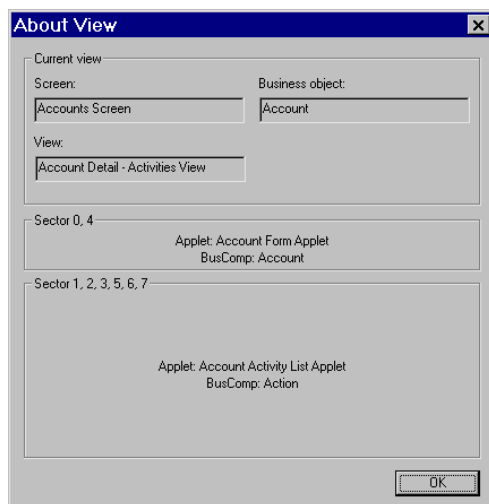 About View
Current view
Screen: Business object:
Accounts Screen Account
View:
Account Detail - Activities View
Sector 0, 4
Applet: Account Form Applet
BusComp: Account
Sector 1, 2, 3, 5, 6, 7
Applet: Account Activity List Applet
BusComp: Action
OK